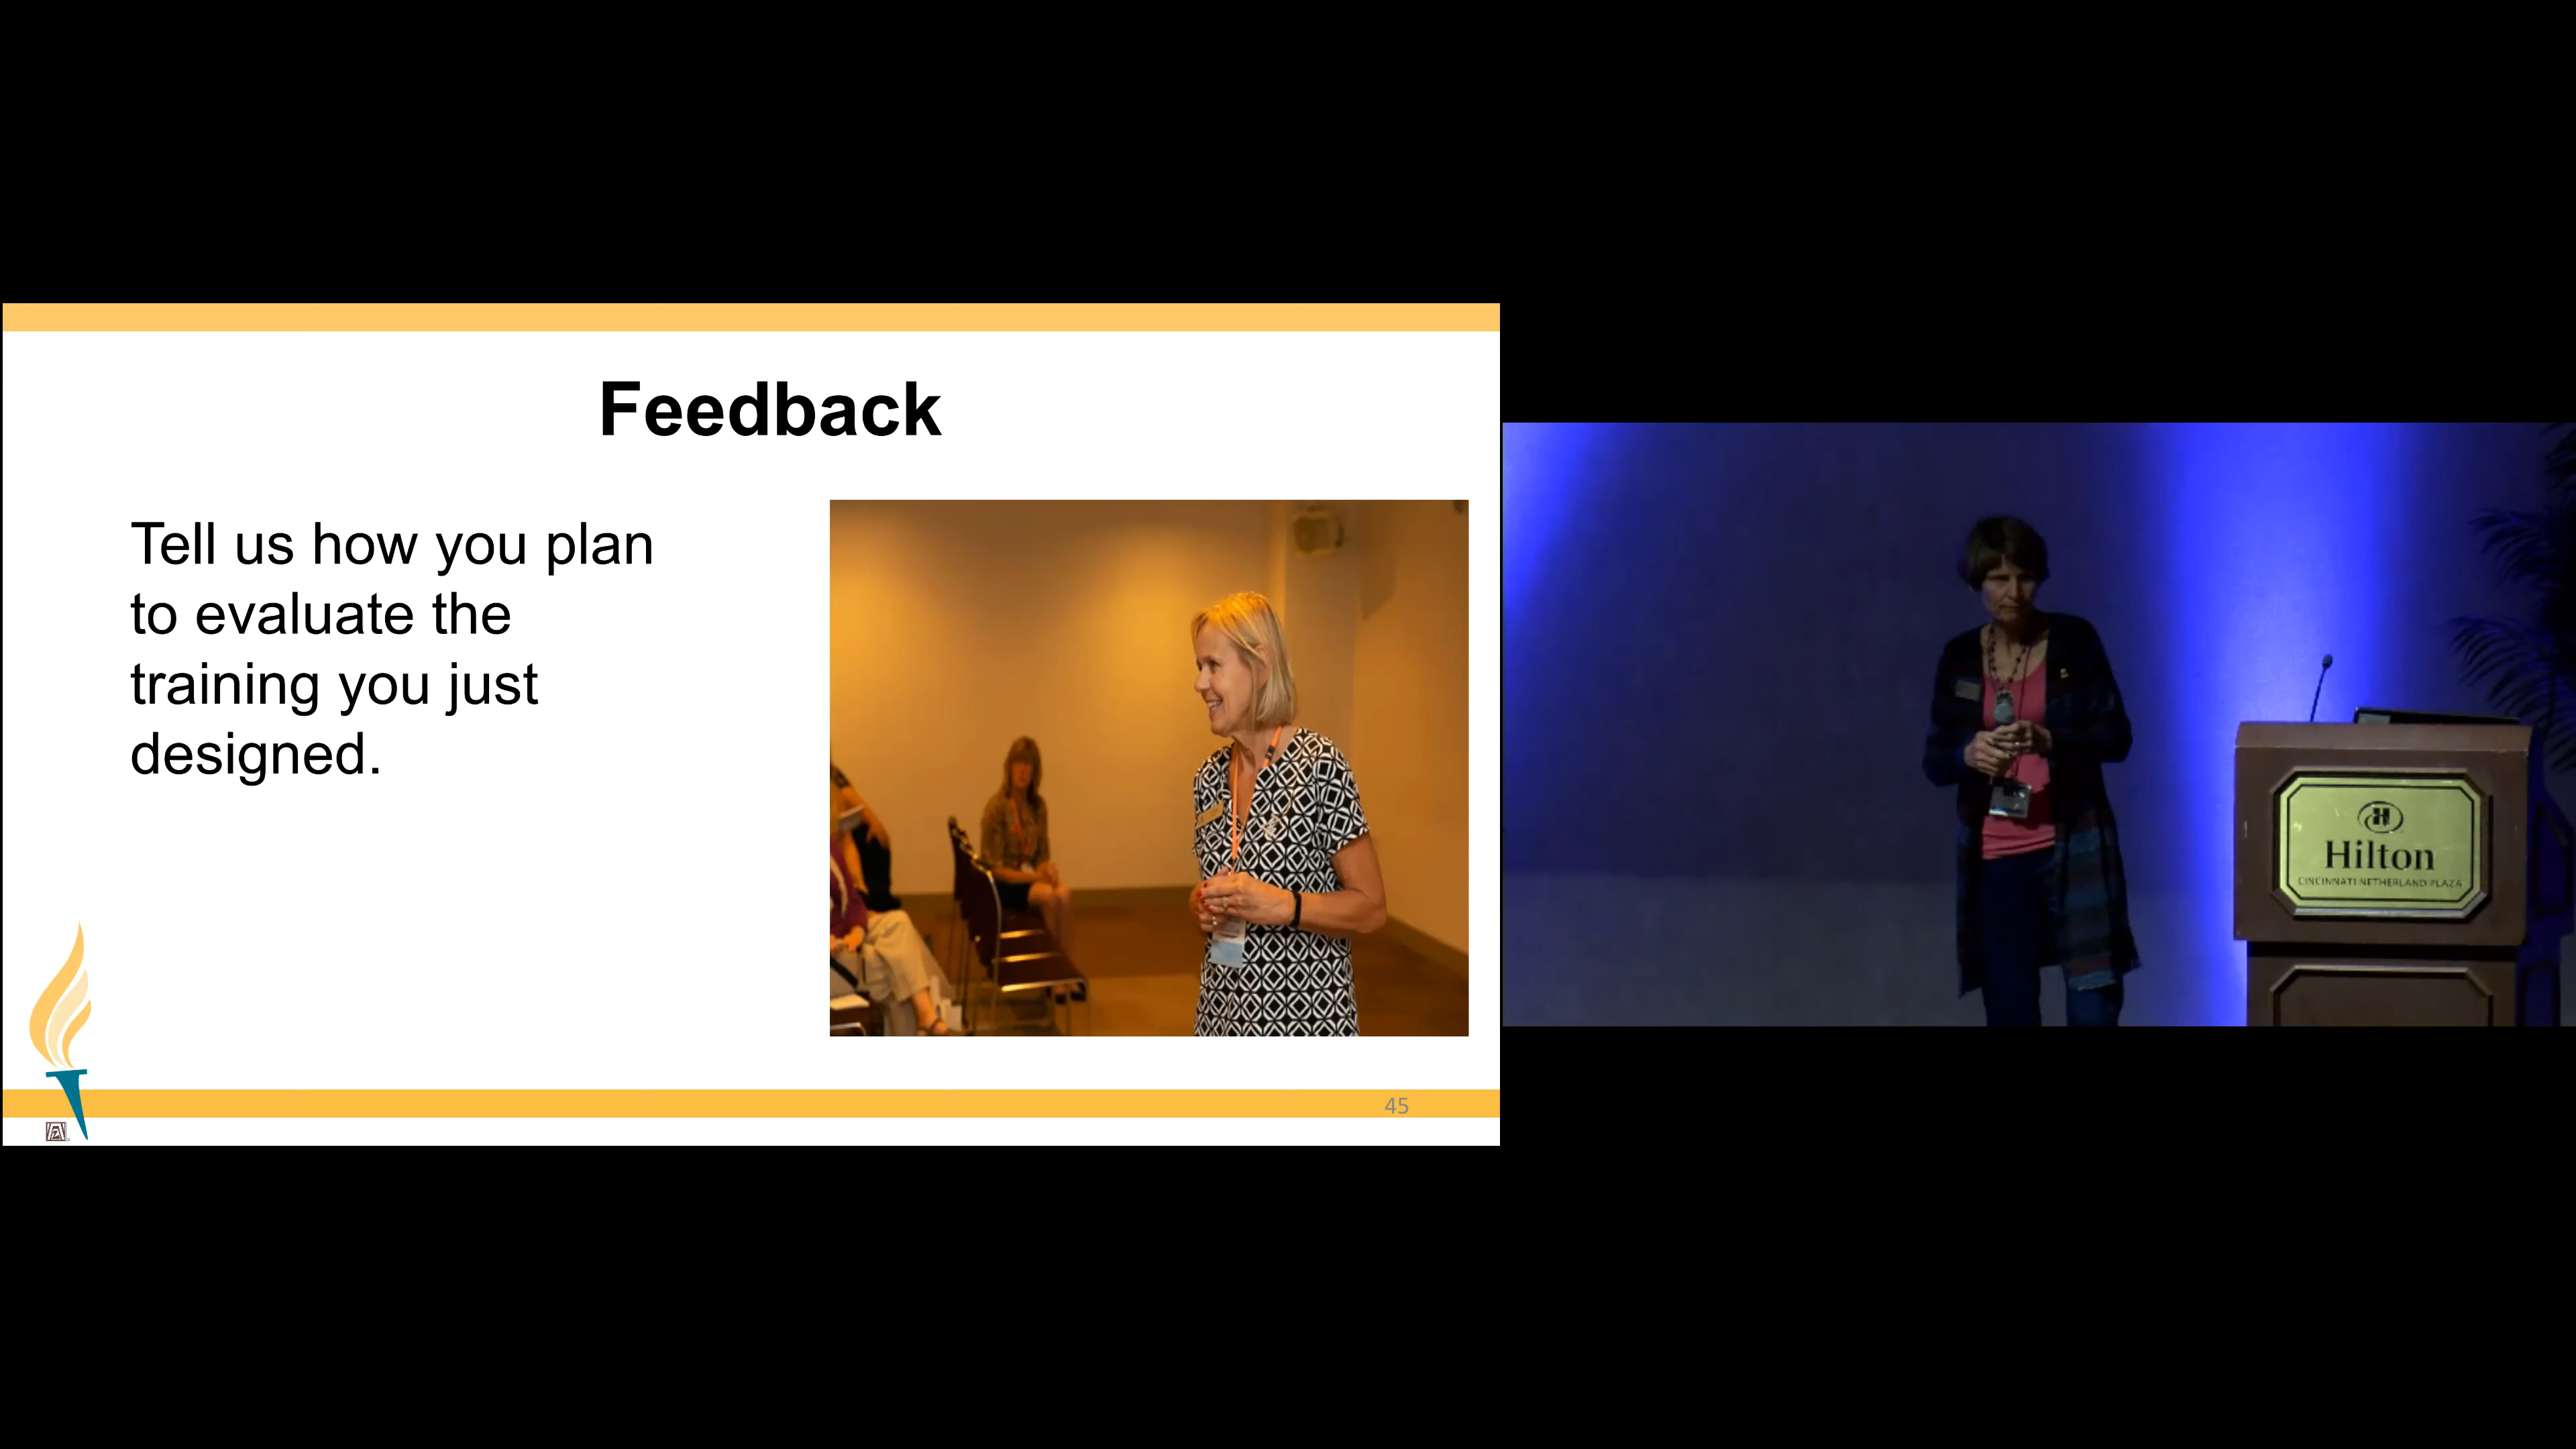 Feedback
Tell us how you plan
to evaluate the
training you just
designed.
45
Hilton
CINCINNATI NETHERLAND PLAZA